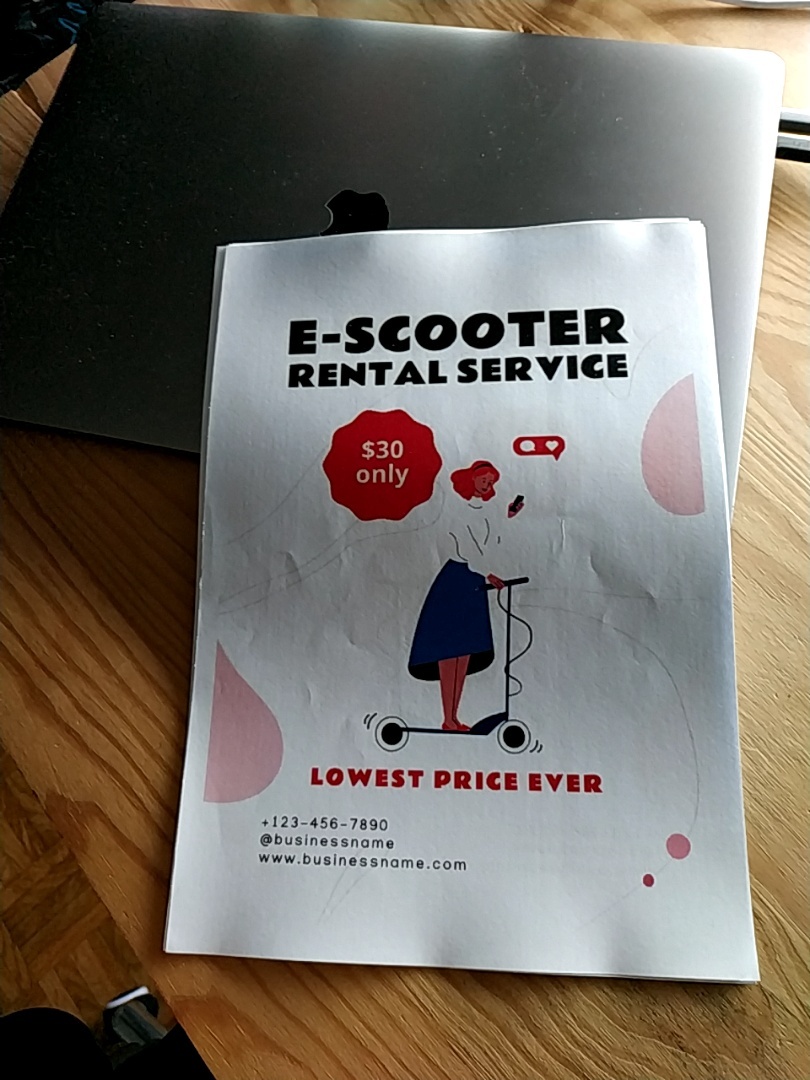 E-SCOOTER
RENTAL SERVICE
$30
only
LOWEST PRICE EVER
+123-456-7890
@businessname
www.businessname.com